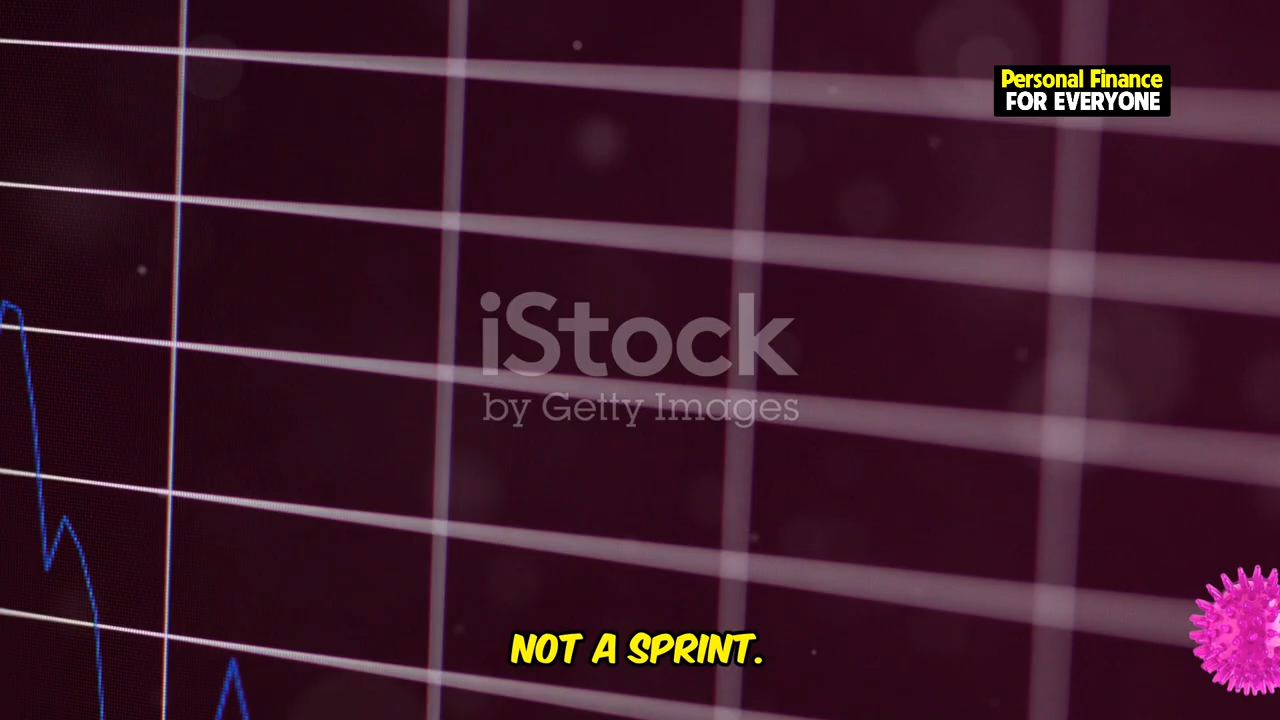 Personal Finance
FOR EVERYONE
iStock
by Getty Images
NOT A SPRINT.